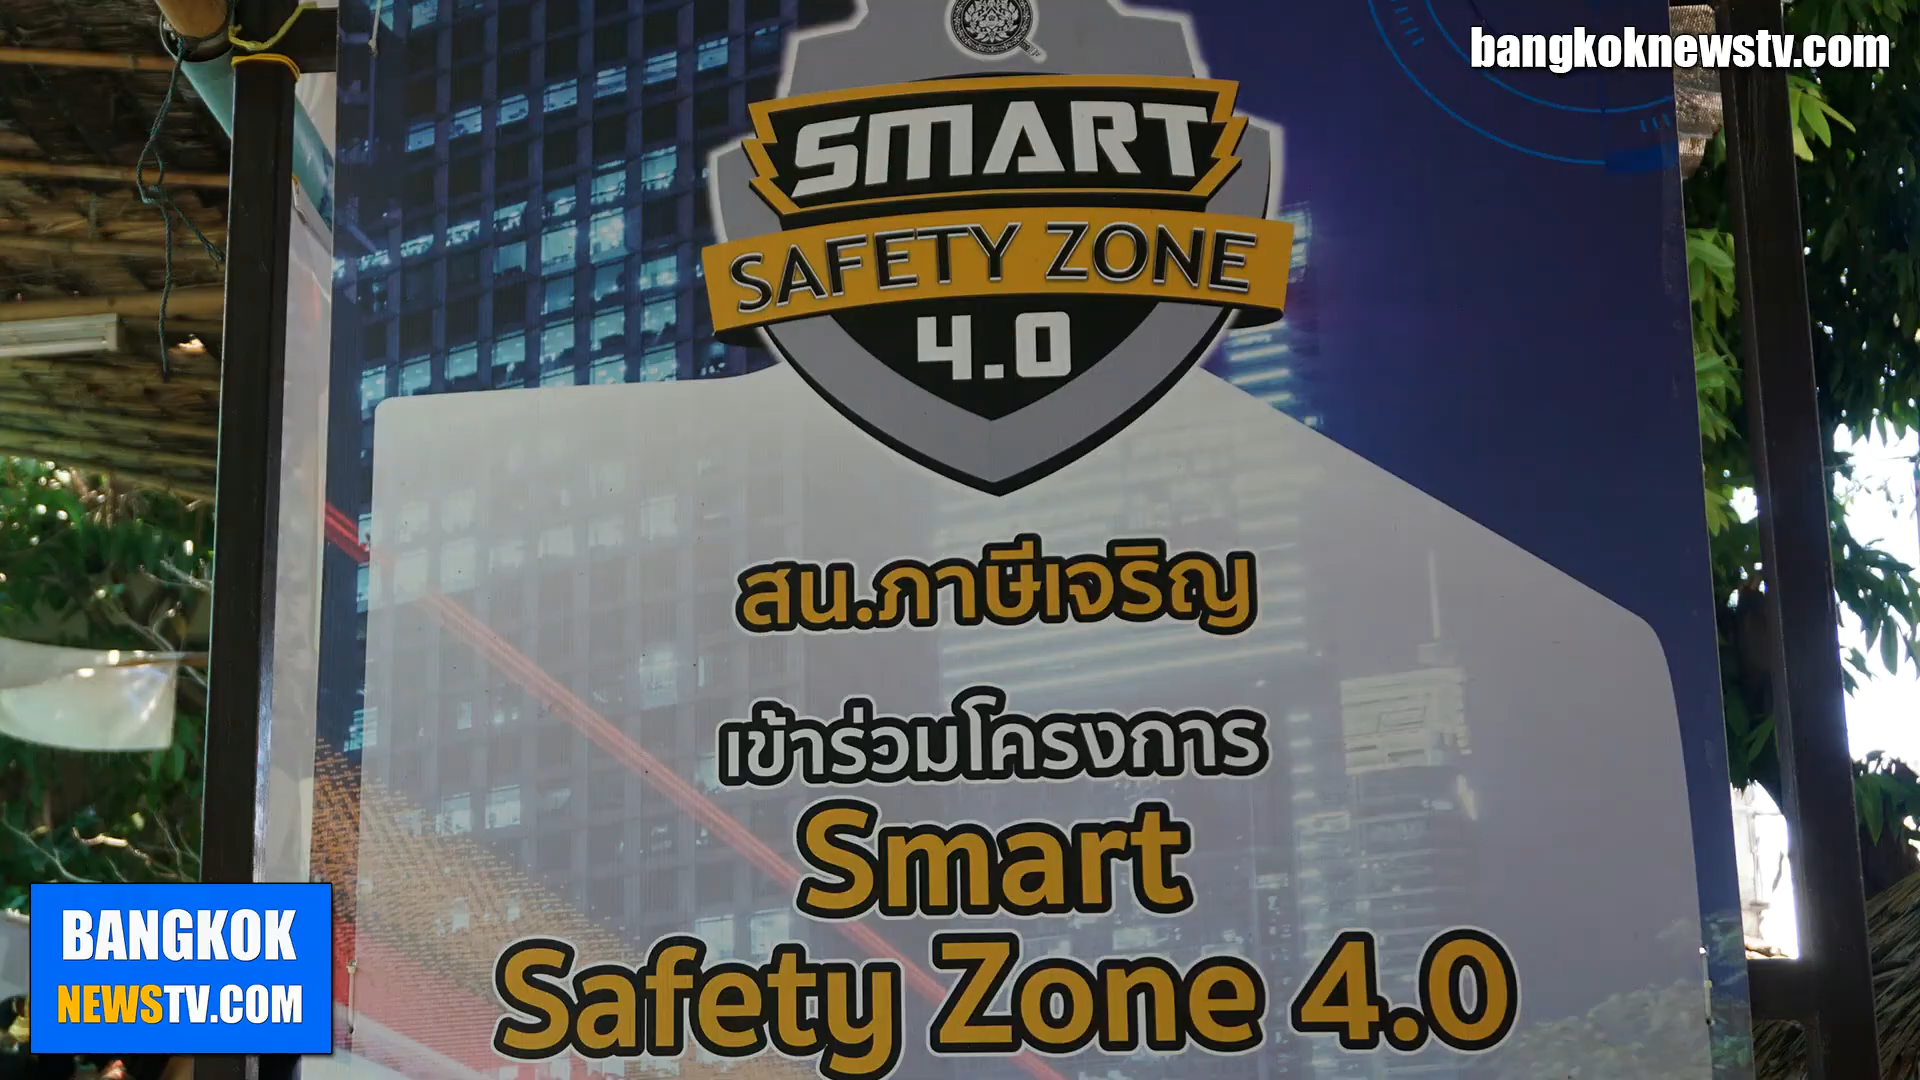 bangkoknewstv.com
SMART
SAFETY ZONE
4.0
สน.ภาษีเจริญ
เข้าร่วมโครงการ
Smart
Safety Zone 4.0
BANGKOK
NEWSTV.COM